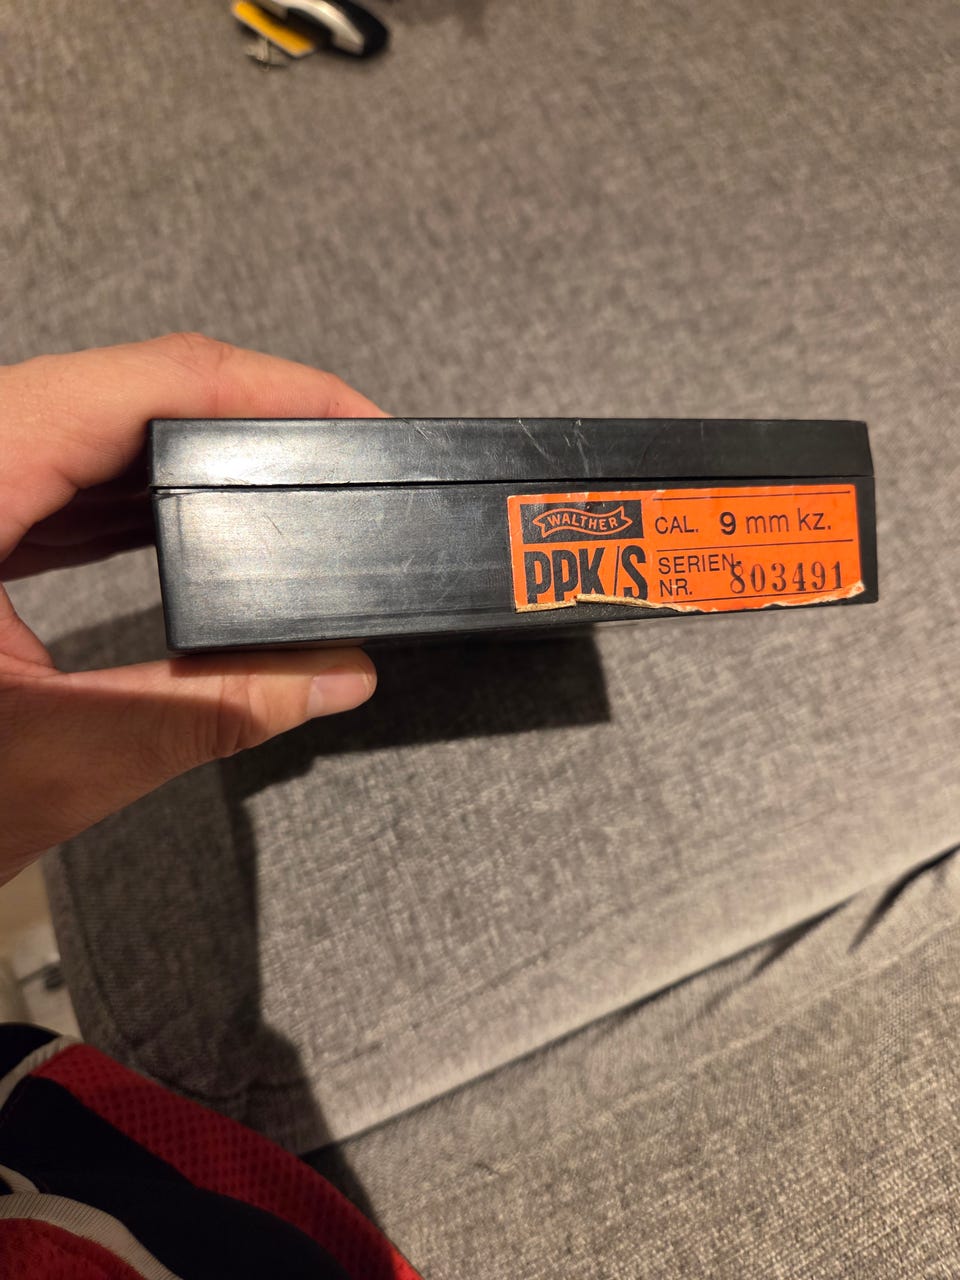 WALTHER
PPK/S
CAL. 9 mm kz.
SERIEN-
NR. 803491